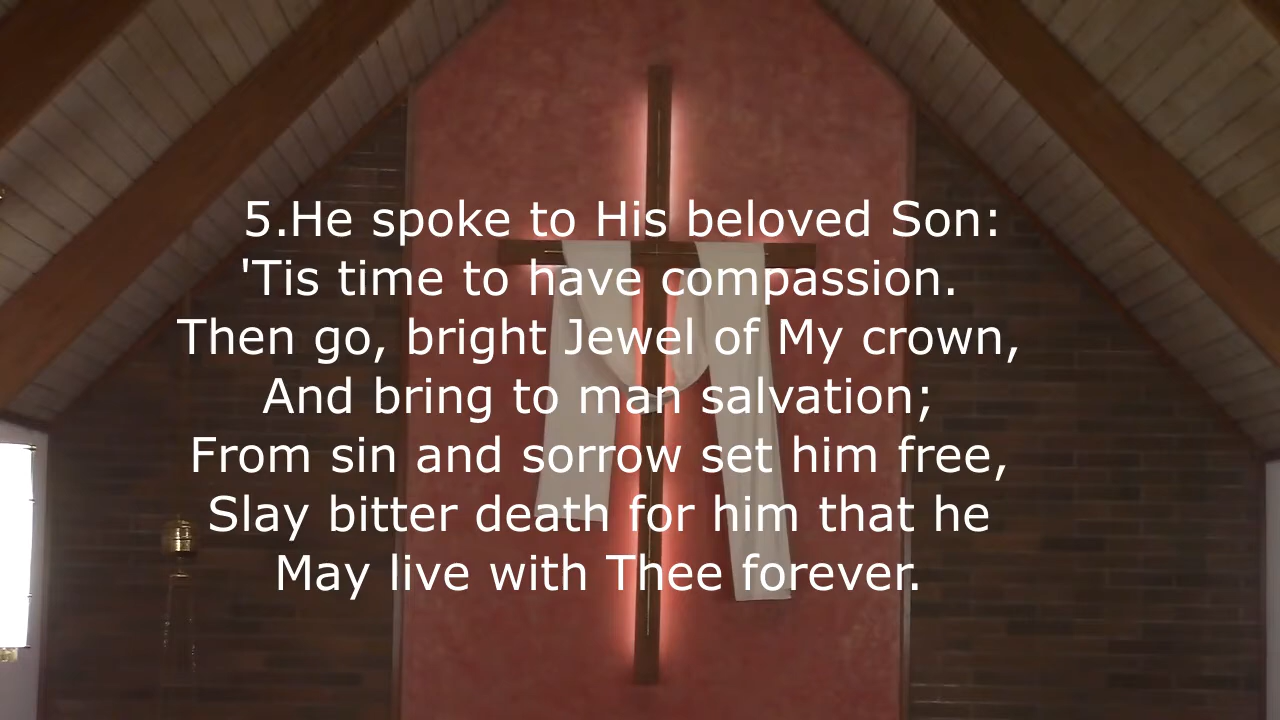 5.He spoke to His beloved Son:
'Tis time to have compassion.
Then go, bright Jewel of My crown,
And bring to man salvation;
From sin and sorrow set him free,
Slay bitter death for him that he
May live with Thee forever.